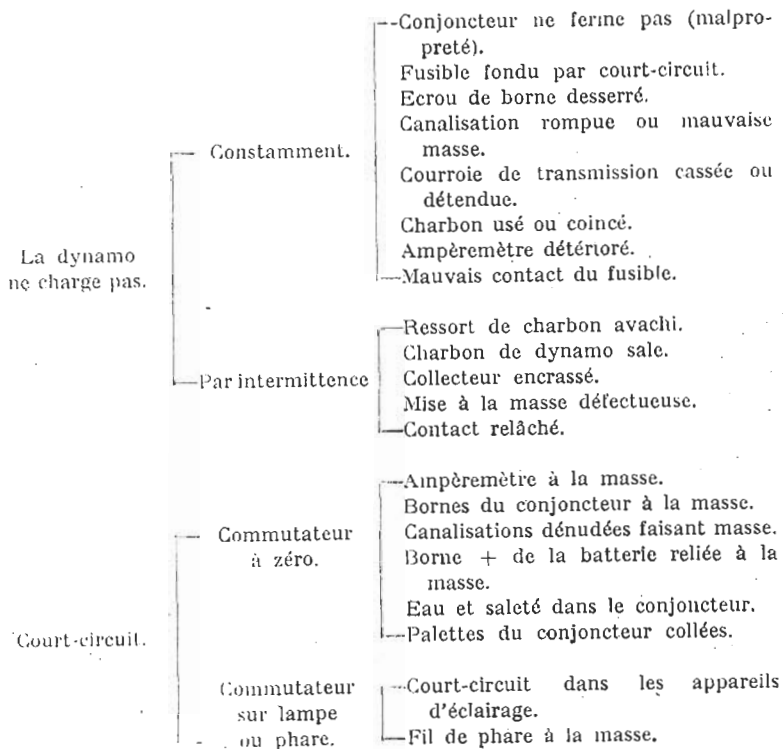 La dynamo
ne charge pas.
Constamment.
Conjoncteur ne ferme pas (malpro-
preté).
Fusible fondu par court-circuit.
Ecrou de borne desserré.
Canalisation rompue ou mauvaise
masse.
Courroie de transmission cassée ou
détendue.
Charbon usé ou coincé.
Ampèremètre détérioré.
Mauvais contact du fusible.
Par intermittence
Ressort de charbon avachi.
Charbon de dynamo sale.
Collecteur encrassé.
Mise à la masse défectueuse.
Contact relâché.
Court-circuit.
Commutateur
à zéro.
Ampèremètre à la masse.
Bornes du conjoncteur à la masse.
Canalisations dénudées faisant masse.
Borne + de la batterie reliée à la
masse.
Eau et saleté dans le conjoncteur.
Palettes du conjoncteur collées.
Commutateur
sur lampe
ou phare.
Court-circuit dans les appareils
d'éclairage.
Fil de phare à la masse.